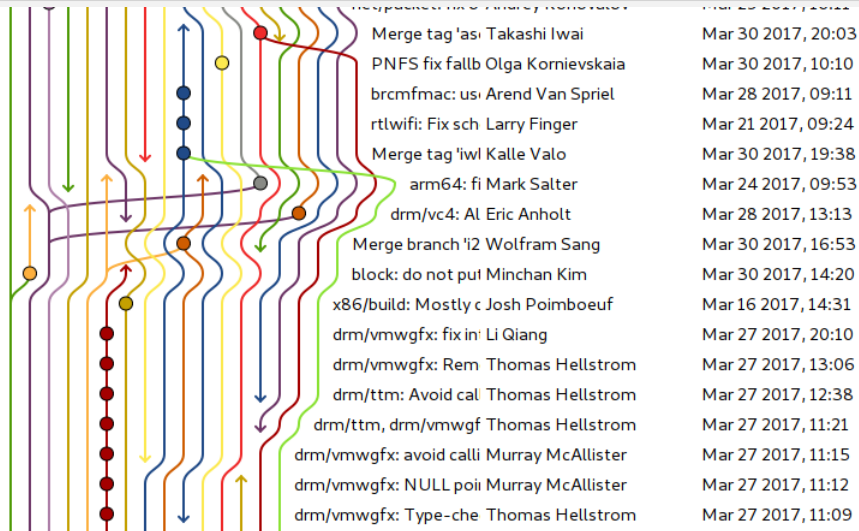 Merge tag 'as Takashi Iwai Mar 30 2017, 20:03
PNFS fix fallb Olga Kornievskaia Mar 30 2017, 10:10
brcmfmac: us Arend Van Spriel Mar 28 2017, 09:11
rtlwifi: Fix sch Larry Finger Mar 21 2017, 09:24
Merge tag 'iwl Kalle Valo Mar 30 2017, 19:38
arm64: fi Mark Salter Mar 24 2017, 09:53
drm/vc4: Al Eric Anholt Mar 28 2017, 13:13
Merge branch 'i2 Wolfram Sang Mar 30 2017, 16:53
block: do not put Minchan Kim Mar 30 2017, 14:20
x86/build: Mostly c Josh Poimboeuf Mar 16 2017, 14:31
drm/vmwgfx: fix in Li Qiang Mar 27 2017, 20:10
drm/vmwgfx: Rem Thomas Hellstrom Mar 27 2017, 13:06
drm/ttm: Avoid cal Thomas Hellstrom Mar 27 2017, 12:38
drm/ttm, drm/vmwgf Thomas Hellstrom Mar 27 2017, 11:21
drm/vmwgfx: avoid calli Murray McAllister Mar 27 2017, 11:15
drm/vmwgfx: NULL poi Murray McAllister Mar 27 2017, 11:12
drm/vmwgfx: Type-che Thomas Hellstrom Mar 27 2017, 11:09